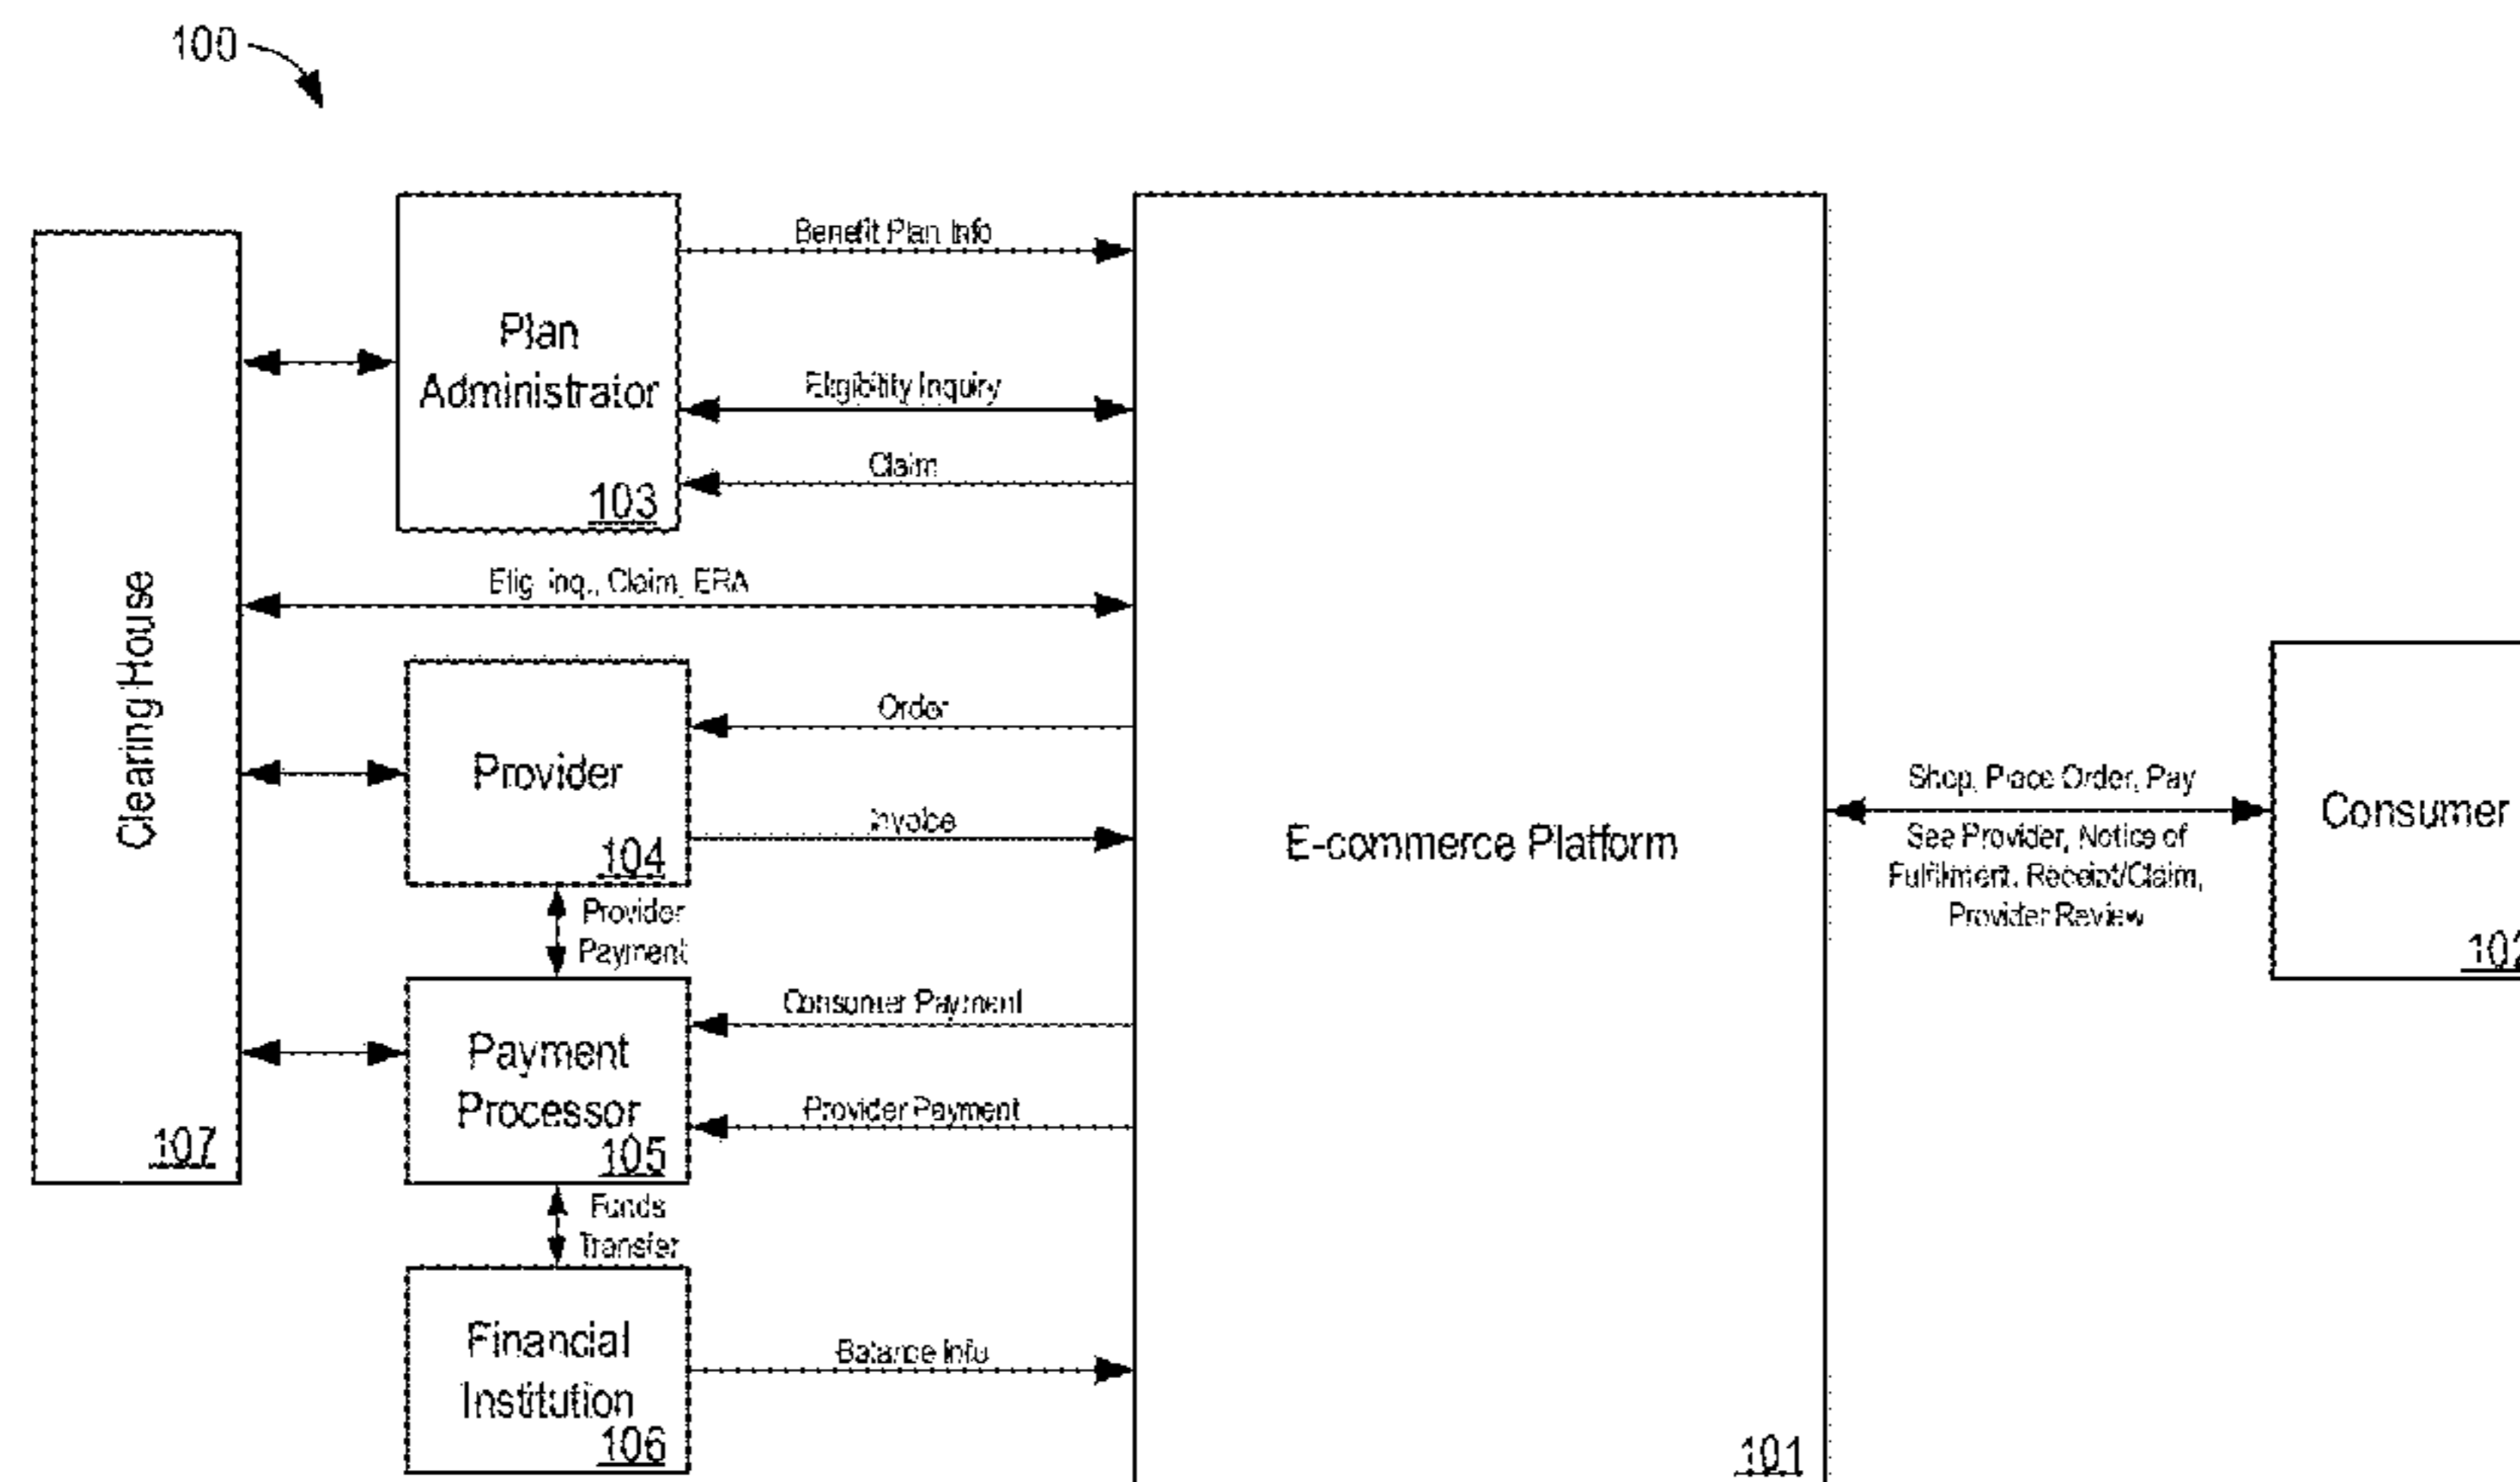 100
Benefit Plan Info
Plan
Administrator
Eligibility Inquiry
Claim
103
Elig. Inq., Claim, ERA
Clearing House
107
Order
Provider
Invoice
104
Provider
Payment
Consumer Payment
Payment
Processor
Provider Payment
105
Funds
Transfer
Financial
Institution
Balance Info
106
E-commerce Platform
101
Shop, Place Order, Pay
See Provider, Notice of
Fulfillment, Receipt/Claim,
Provider Review
Consumer
102